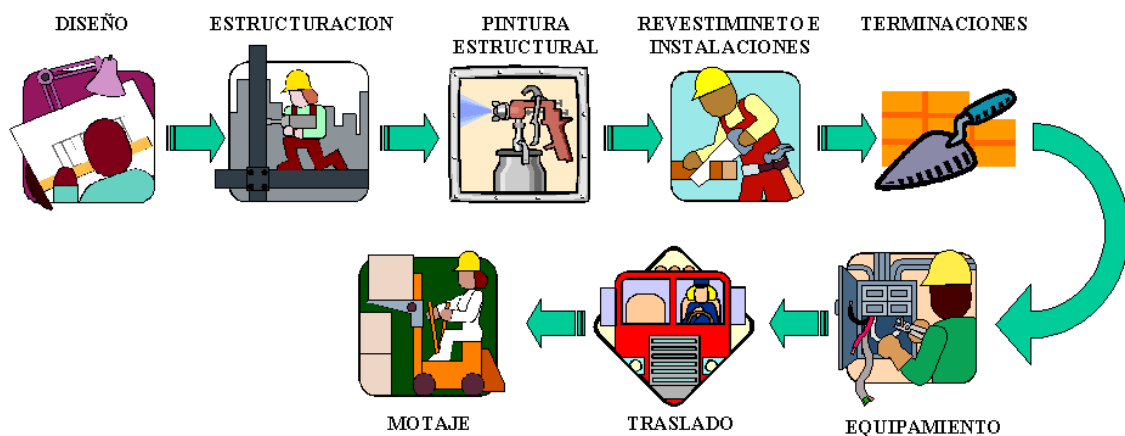 DISEÑO
ESTRUCTURACION
PINTURA
ESTRUCTURAL
REVESTIMINETO E
INSTALACIONES
TERMINACIONES
MOTAJE
TRASLADO
EQUIPAMIENTO